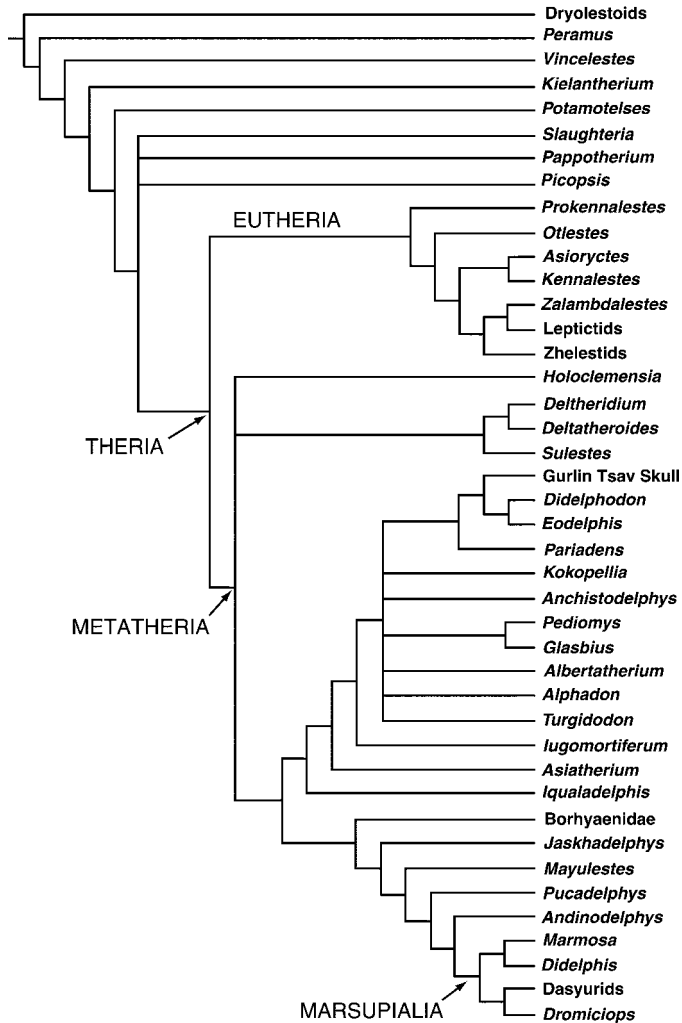 Dryolestoids
Peramus
Vincelestes
Kielantherium
Potamotelses
Slaughteria
Pappotherium
Picopsis
Prokennalestes
EUTHERIA
Otlestes
Asioryctes
Kennalestes
Zalambdalestes
Leptictids
Zhelestids
Holoclemensia
Deltheridium
Deltatheroides
THERIA
Sulestes
Gurlin Tsav Skull
Didelphodon
Eodelphis
Pariadens
Kokopellia
Anchistodelphys
Pediomys
METATHERIA
Glasbius
Albertatherium
Alphadon
Turgidodon
Iugomortiferum
Asiatherium
Iqualadelphis
Borhyaenidae
Jaskhadelphys
Mayulestes
Pucadelphys
Andinodelphys
Marmosa
Didelphis
Dasyurids
MARSUPIALIA
Dromiciops